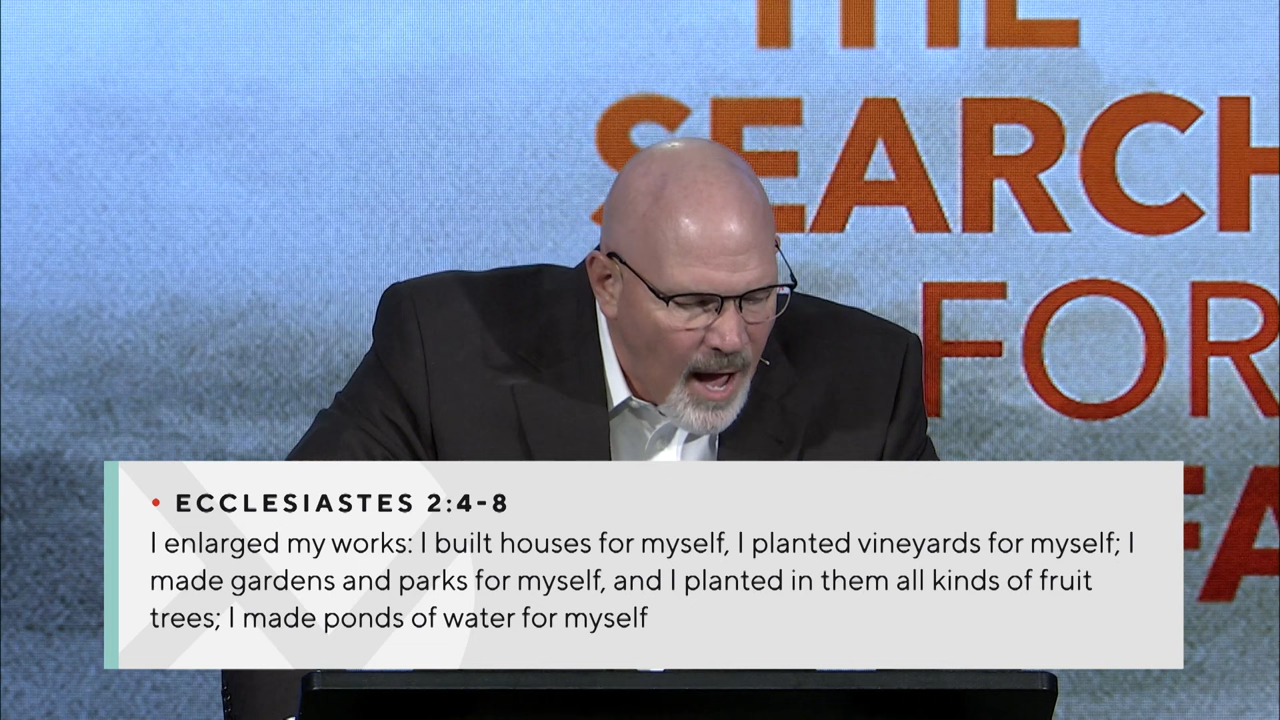 THE
SEARCH
FOR
FA
• ECCLESIASTES 2:4-8
I enlarged my works: I built houses for myself, I planted vineyards for myself; I
made gardens and parks for myself, and I planted in them all kinds of fruit
trees; I made ponds of water for myself